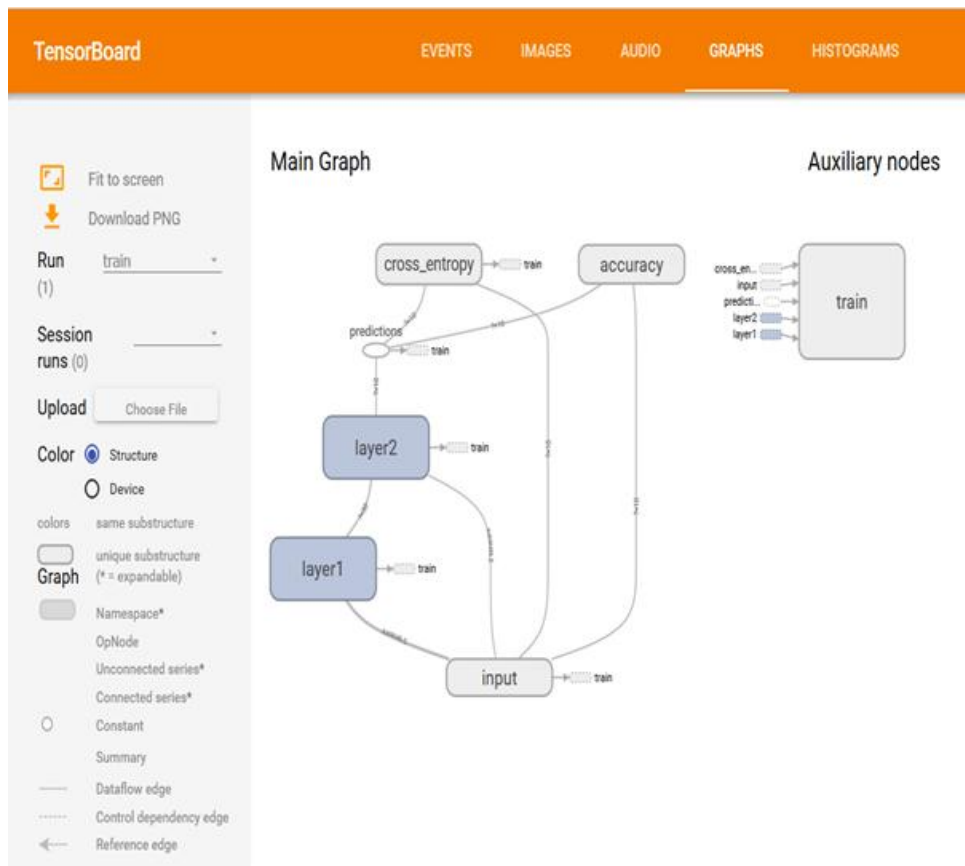 TensorBoard
EVENTS IMAGES AUDIO GRAPHS HISTOGRAMS
Fit to screen
Download PNG
Run train
(1)
Session
runs (0)
Upload Choose File
Color Structure
Device
colors same substructure
unique substructure
Graph (* = expandable)
Namespace*
OpNode
Unconnected series*
Connected series*
Constant
Summary
Dataflow edge
Control dependency edge
Reference edge
Main Graph
cross_entropy train
accuracy
predictions
train
layer2 train
layer1 train
input train
Auxiliary nodes
cross_en...
input
predicti...
layer2
layer1
train